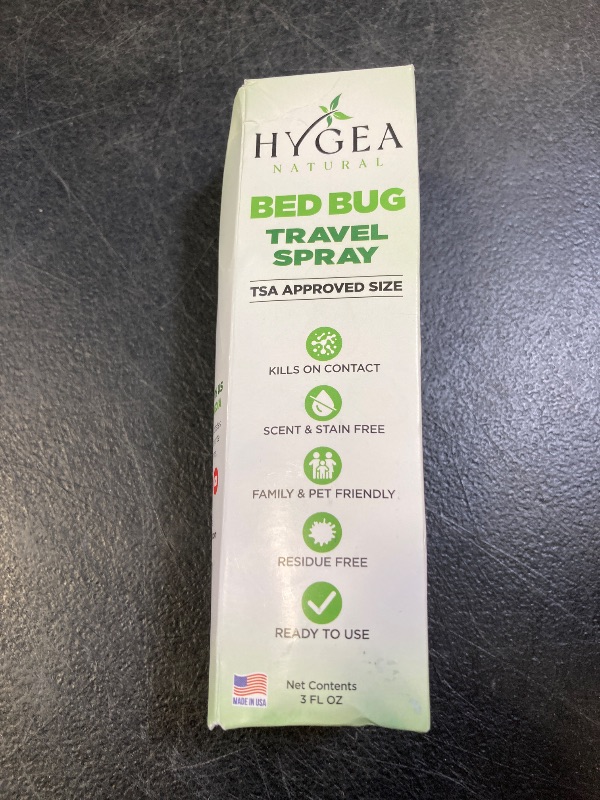 HYGEA
NATURAL
BED BUG
TRAVEL
SPRAY
TSA APPROVED SIZE
KILLS ON CONTACT
SCENT & STAIN FREE
FAMILY & PET FRIENDLY
RESIDUE FREE
READY TO USE
MADE IN USA
Net Contents
3 FL OZ